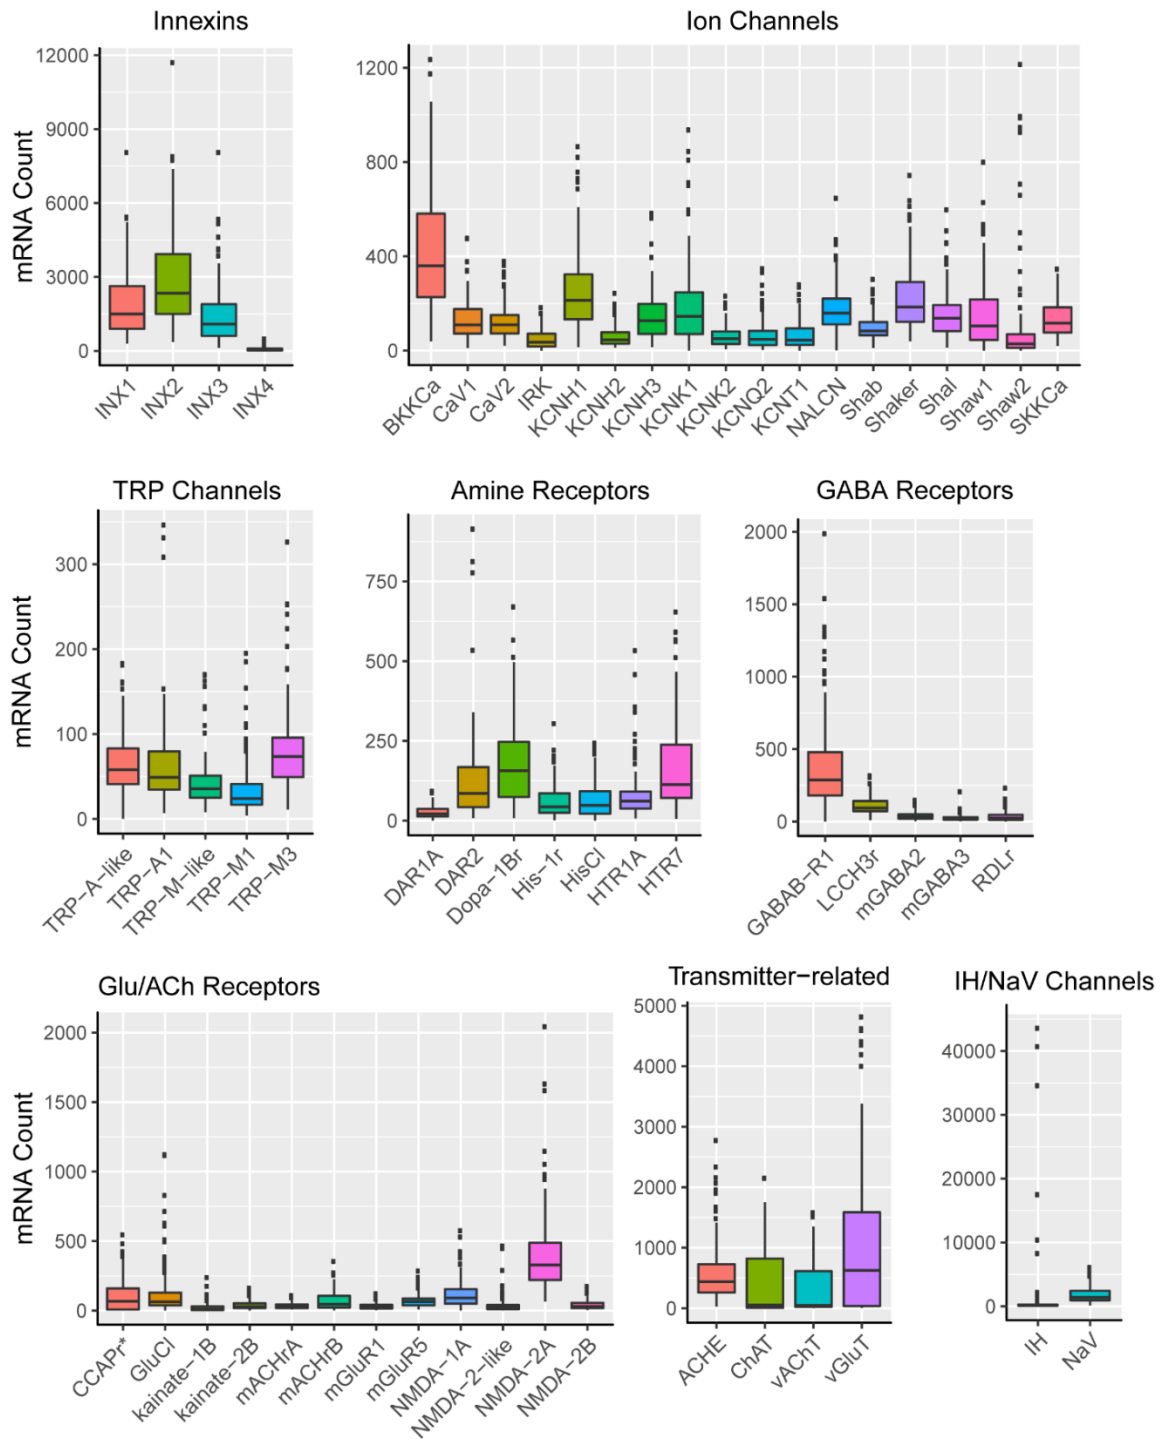 Innexins
Ion Channels
mRNA Count
12000
9000
6000
3000
0
INX1
INX2
INX3
INX4
1200
800
400
0
BKKCa
CaV1
CaV2
IRK
KCNH1
KCNH2
KCNH3
KCNK1
KCNK2
KCNQ2
KCNT1
NALCN
Shab
Shaker
Shal
Shaw1
Shaw2
SKKCa
TRP Channels
Amine Receptors
GABA Receptors
mRNA Count
300
200
100
0
TRP-A-like
TRP-A1
TRP-M-like
TRP-M1
TRP-M3
750
500
250
0
DAR1A
DAR2
Dopa-1Br
His-1r
HisCl
HTR1A
HTR7
2000
1500
1000
500
0
GABAB-R1
LCCH3r
mGABA2
mGABA3
RDLr
Glu/ACh Receptors
Transmitter-related
IH/NaV Channels
mRNA Count
2000
1500
1000
500
0
CCAPr*
GluCl
kainate-1B
kainate-2B
mAChrA
mAChrB
mGluR1
mGluR5
NMDA-1A
NMDA-2-like
NMDA-2A
NMDA-2B
5000
4000
3000
2000
1000
0
ACHE
ChAT
vAChT
vGluT
40000
30000
20000
10000
0
IH
NaV